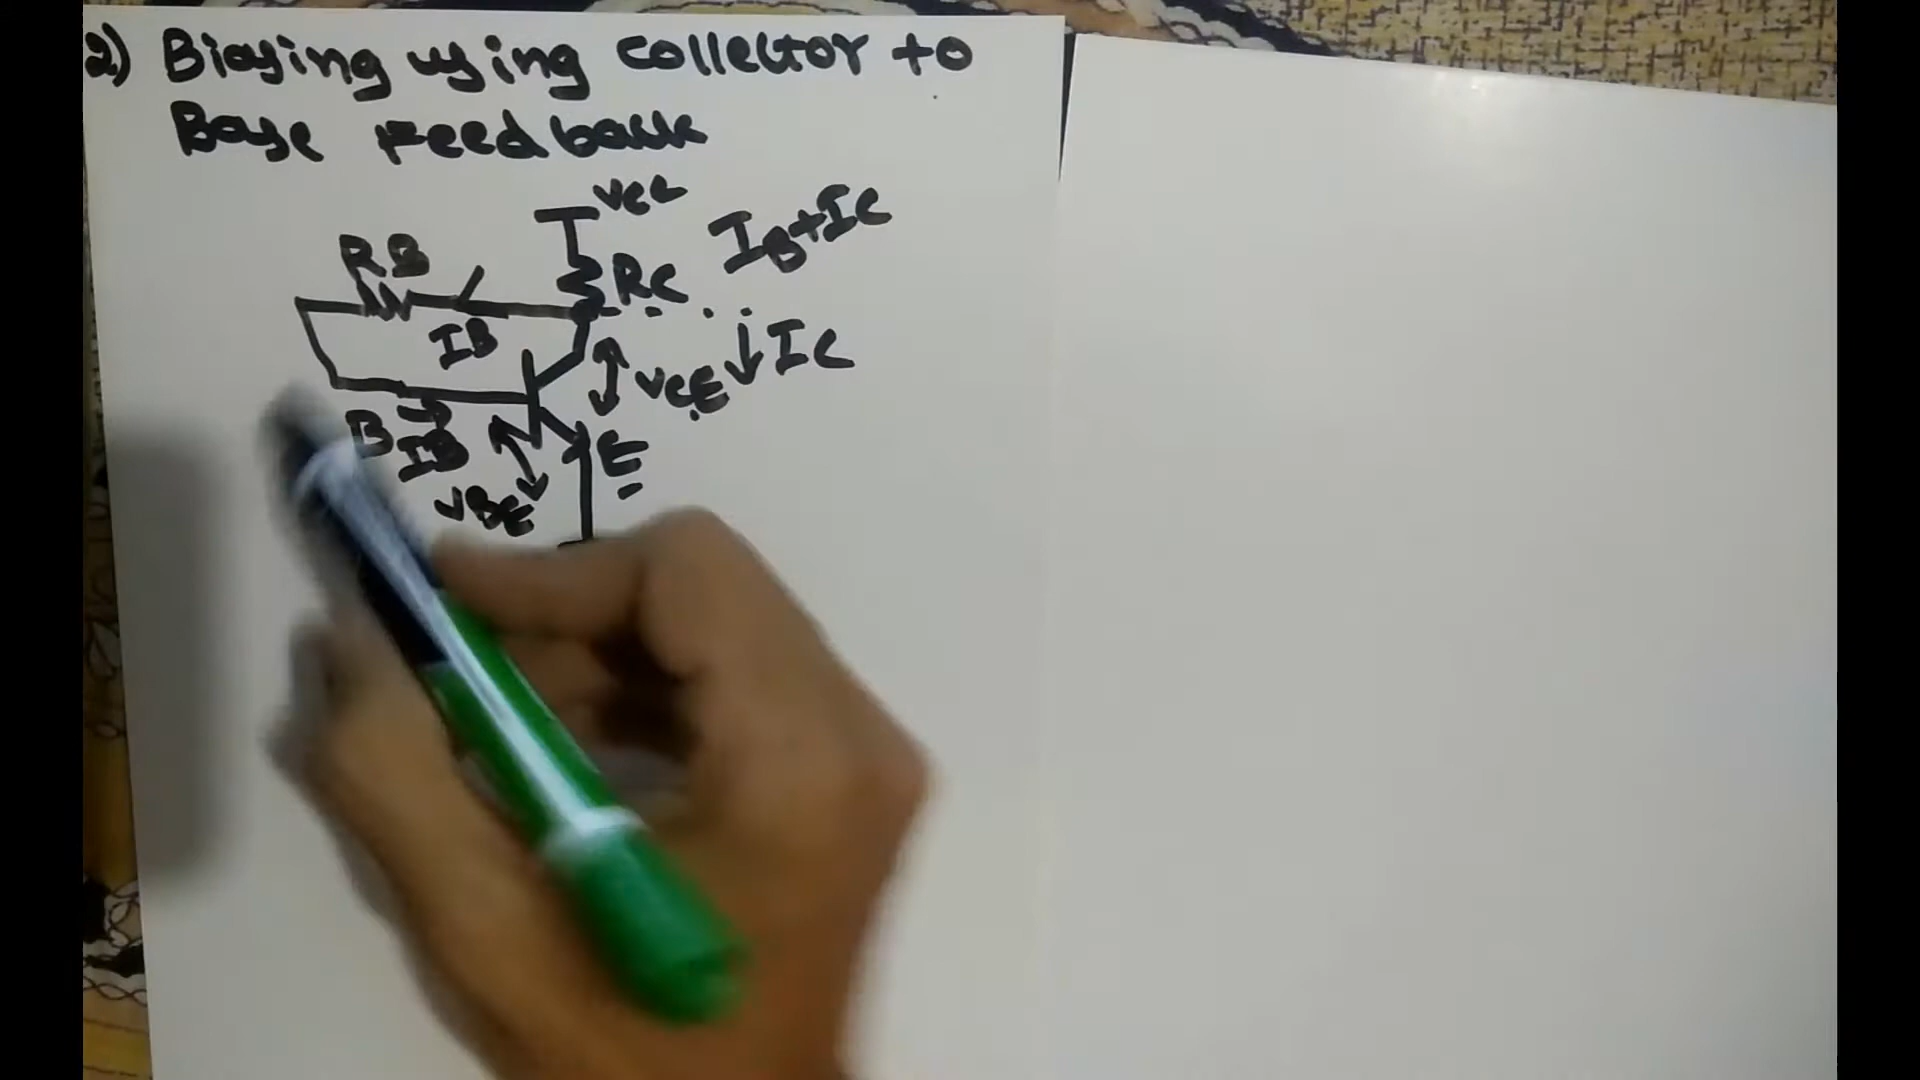 2) Biasing using collector to
Base Feedback
VCC
IB+IC
RB
RC
IB
IC
VCE
B
IB
E
VBE